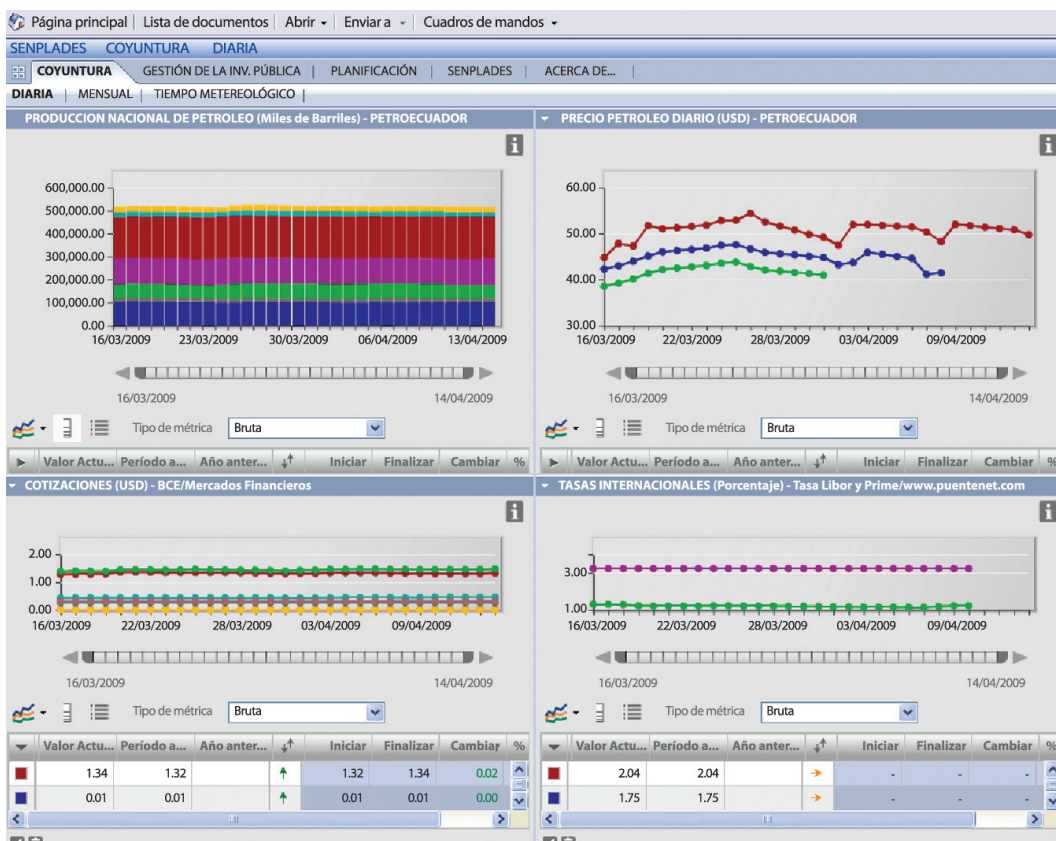 Página principal | Lista de documentos | Abrir | Enviar a | Cuadros de mandos
SENPLADES COYUNTURA DIARIA
COYUNTURA GESTIÓN DE LA INV. PÚBLICA | PLANIFICACIÓN | SENPLADES | ACERCA DE... |
DIARIA | MENSUAL | TIEMPO METEREOLÓGICO |
PRODUCCION NACIONAL DE PETROLEO (Miles de Barriles) - PETROECUADOR
600,000.00
500,000.00
400,000.00
300,000.00
200,000.00
100,000.00
0.00
16/03/2009 23/03/2009 30/03/2009 06/04/2009 13/04/2009
16/03/2009 14/04/2009
Tipo de métrica Bruta
Valor Actu... Período a... Año anter... Iniciar Finalizar Cambiar %
PRECIO PETROLEO DIARIO (USD) - PETROECUADOR
60.00
50.00
40.00
30.00
16/03/2009 22/03/2009 28/03/2009 03/04/2009 09/04/2009
16/03/2009 14/04/2009
Tipo de métrica Bruta
Valor Actu... Período a... Año anter... Iniciar Finalizar Cambiar %
COTIZACIONES (USD) - BCE/Mercados Financieros
2.00
1.00
0.00
16/03/2009 22/03/2009 28/03/2009 03/04/2009 09/04/2009
16/03/2009 14/04/2009
Tipo de métrica Bruta
Valor Actu... Período a... Año anter... Iniciar Finalizar Cambiar %
1.34 1.32 1.32 1.34 0.02
0.01 0.01 0.01 0.01 0.00
TASAS INTERNACIONALES (Porcentaje) - Tasa Libor y Prime/www.puentenet.com
3.00
1.00
16/03/2009 22/03/2009 28/03/2009 03/04/2009 09/04/2009
16/03/2009 14/04/2009
Tipo de métrica Bruta
Valor Actu... Período a... Año anter... Iniciar Finalizar Cambiar %
2.04 2.04 - - -
1.75 1.75 - - -